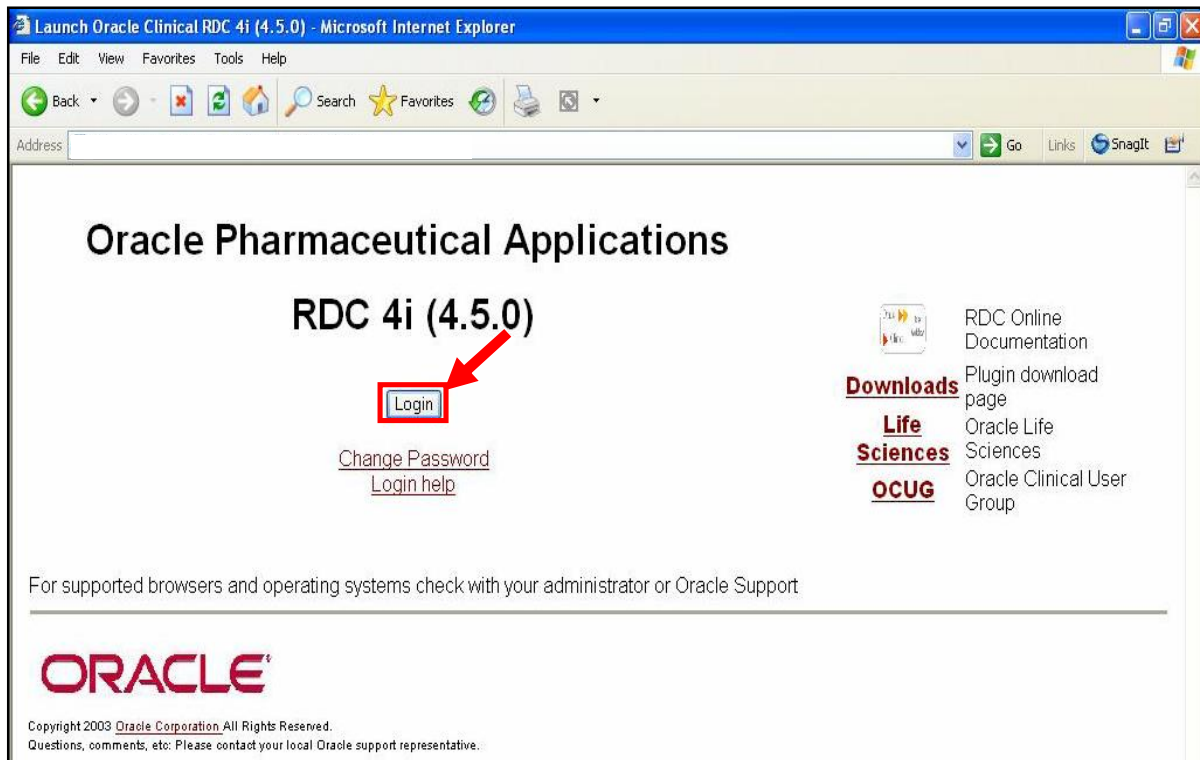 Launch Oracle Clinical RDC 4i (4.5.0) - Microsoft Internet Explorer
File Edit View Favorites Tools Help
Back Search Favorites
Address Go Links SnagIt
Oracle Pharmaceutical Applications
RDC 4i (4.5.0)
Login
Change Password
Login help
RDC Online
Documentation
Downloads
Plugin download
page
Life
Sciences
Oracle Life
Sciences
OCUG
Oracle Clinical User
Group
For supported browsers and operating systems check with your administrator or Oracle Support
ORACLE
Copyright 2003 Oracle Corporation All Rights Reserved.
Questions, comments, etc: Please contact your local Oracle support representative.